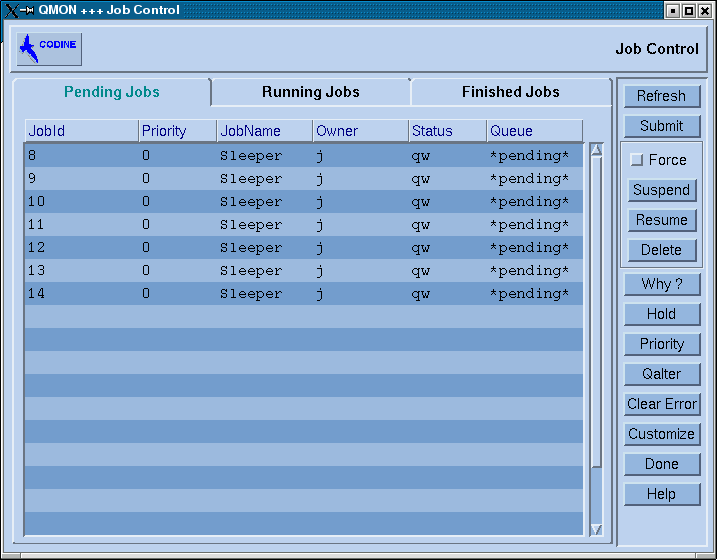 QMON +++ Job Control
CODINE
Job Control
Pending Jobs Running Jobs Finished Jobs
JobId Priority JobName Owner Status Queue
8 0 Sleeper j qw *pending*
9 0 Sleeper j qw *pending*
10 0 Sleeper j qw *pending*
11 0 Sleeper j qw *pending*
12 0 Sleeper j qw *pending*
13 0 Sleeper j qw *pending*
14 0 Sleeper j qw *pending*
Refresh
Submit
Force
Suspend
Resume
Delete
Why ?
Hold
Priority
Qalter
Clear Error
Customize
Done
Help